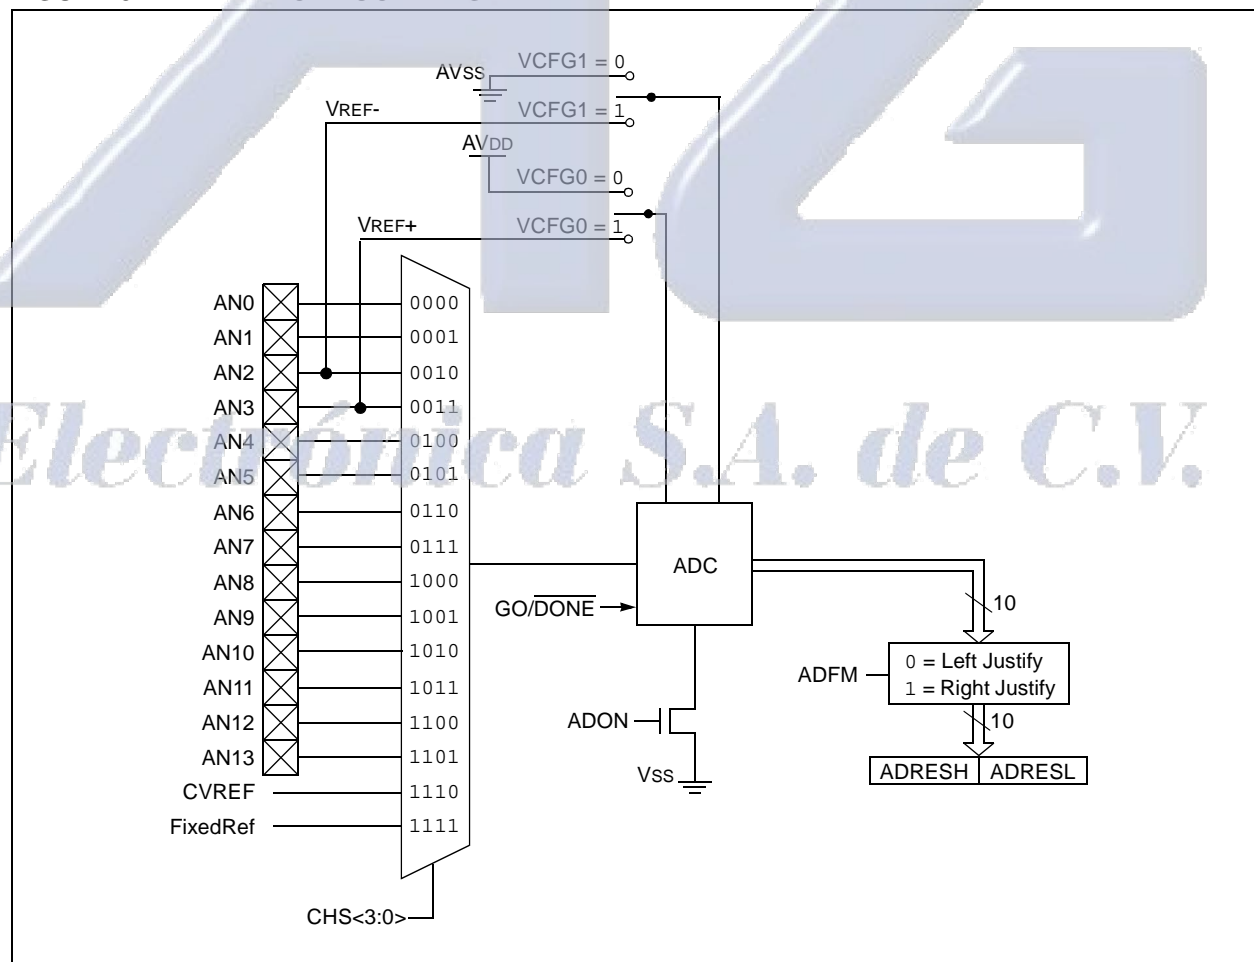 AVSS
VCFG1 = 0
VREF-
VCFG1 = 1
AVDD
VCFG0 = 0
VREF+
VCFG0 = 1
AN0 0000
AN1 0001
AN2 0010
AN3 0011
Electrónica S.A. de C.V.
AN4 0100
AN5 0101
AN6 0110
AN7 0111
AN8 1000
AN9 1001
AN10 1010
AN11 1011
AN12 1100
AN13 1101
CVREF 1110
FixedRef 1111
CHS<3:0>
ADC
GO/DONE
10
ADFM
0 = Left Justify
1 = Right Justify
10
ADON
VSS
ADRESH ADRESL